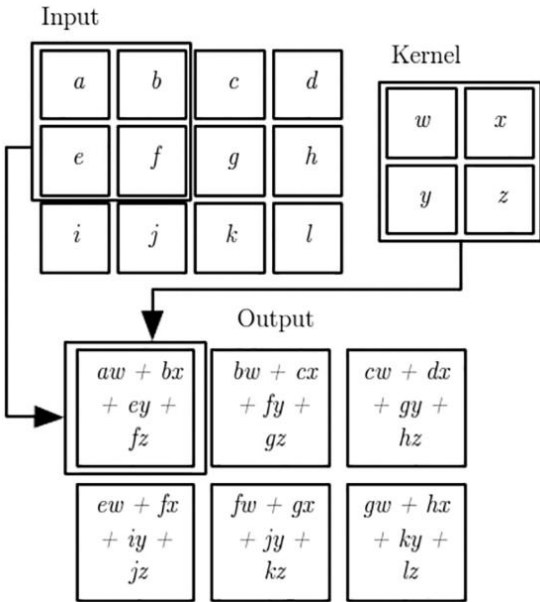 Input
Kernel
a b c d
w x
e f g h
y z
i j k l
Output
aw + bx
+ ey +
fz
bw + cx
+ fy +
gz
cw + dx
+ gy +
hz
ew + fx
+ iy +
jz
fw + gx
+ jy +
kz
gw + hx
+ ky +
lz